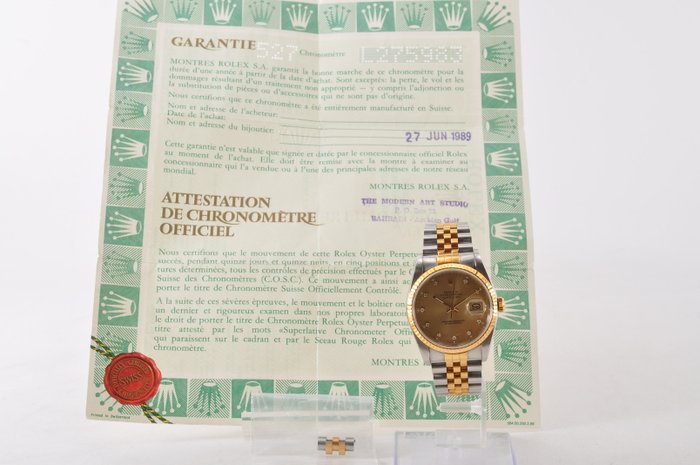 GARANTIE 527 Chronomètre L275983
MONTRES ROLEX S.A. garantit la bonne marche de ce chronomètre pour la
durée d'une année à partir de la date d'achat. Sont exceptés: la perte, le vol et les
dommages résultant d'un traitement non approprié – y compris l'adjonction ou
la substitution de pièces ou d'accessoires qui ne sont pas d'origine.
Nous certifions que ce chronomètre a été entièrement manufacturé en Suisse.
Nom et adresse de l'acheteur:
Date de l'achat:
Nom et adresse du bijoutier:
27 JUN 1989
Cette garantie n'est valable que signée et datée par le concessionnaire officiel Rolex
au moment de l'achat. Elle doit être remise avec la montre à examiner au
concessionnaire qui l'a vendue ou à l'une des principales adresses de notre réseau
mondial.
MONTRES ROLEX S.A.
THE MODERN ART STUDIO
BAHRAIN
ATTESTATION
DE CHRONOMÈTRE
OFFICIEL
Nous certifions que le mouvement de cette Rolex Oyster Perpetu
succès, pendant quinze jours et quinze nuits, en cinq positions et
tures déterminées, tous les contrôles de précision effectués par le C
Suisse des Chronomètres (C.O.S.C.). Ce mouvement a ainsi
porter le titre de Chronomètre Suisse Officiellement Contrôlé.
A la suite de ces sévères épreuves, le mouvement et le boîtier on
un dernier et rigoureux examen dans nos propres laboratoires
le droit de porter le titre de Chronomètre Rolex Oyster Perpetu
titre attesté par les mots «Superlative Chronometer Officially
qui paraissent sur le cadran et par le Sceau Rouge Rolex qui
chronomètre.
MONTRES
SWISS